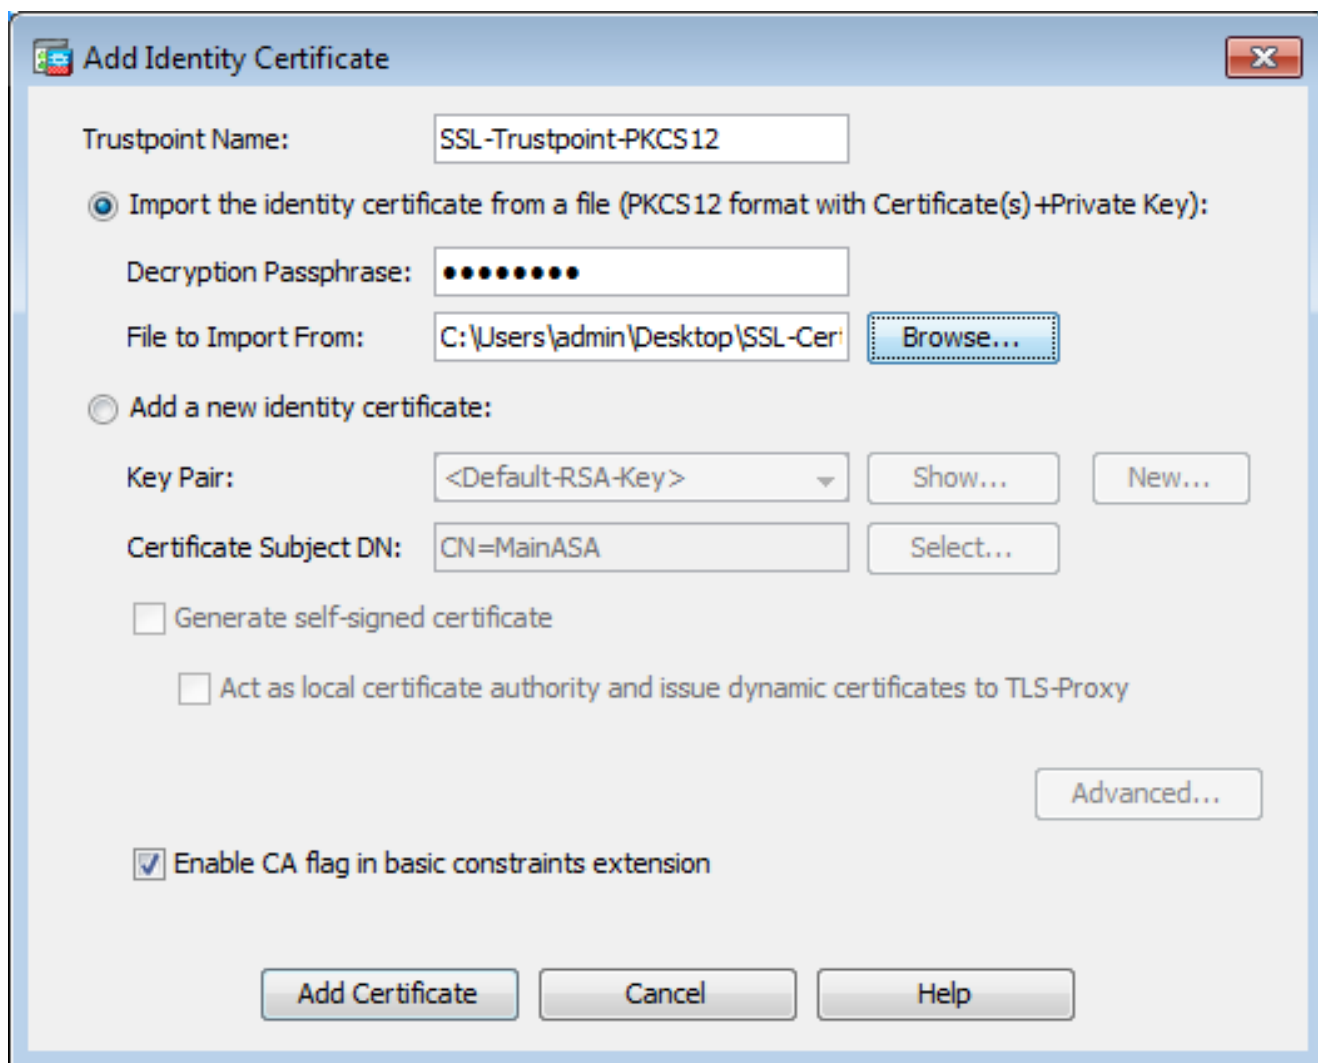 Add Identity Certificate
Trustpoint Name: SSL-Trustpoint-PKCS12
Import the identity certificate from a file (PKCS12 format with Certificate(s)+Private Key):
Decryption Passphrase: ●●●●●●●●
File to Import From: C:\Users\admin\Desktop\SSL-Cert Browse...
Add a new identity certificate:
Key Pair: <Default-RSA-Key> Show... New...
Certificate Subject DN: CN=MainASA Select...
Generate self-signed certificate
Act as local certificate authority and issue dynamic certificates to TLS-Proxy
Advanced...
Enable CA flag in basic constraints extension
Add Certificate Cancel Help